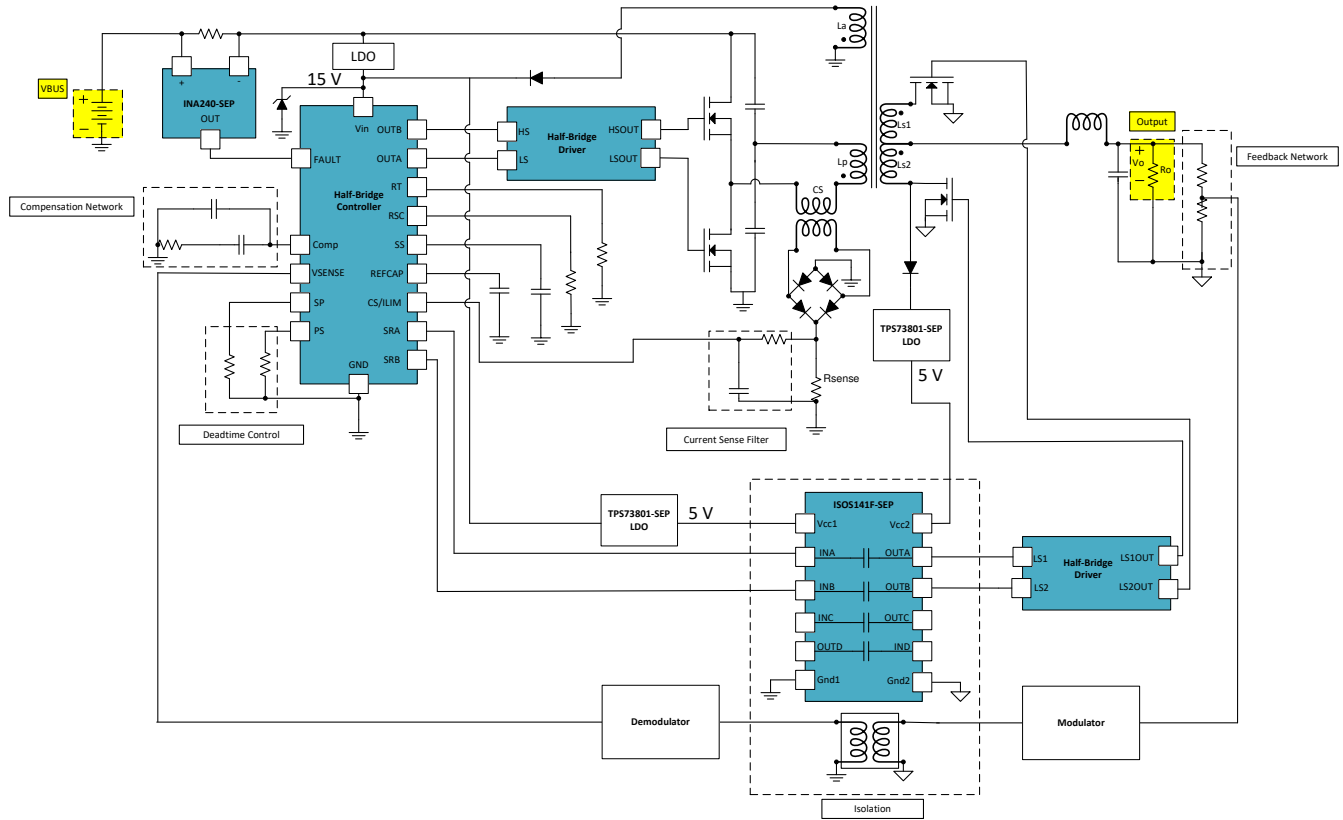 La
LDO
VBUS
+
−
+
-
INA240-SEP
OUT
15 V
Vin
OUTB
OUTA
FAULT
RT
Half-Bridge
Controller
RSC
Comp
SS
VSENSE
REFCAP
SP
CS/ILIM
PS
SRA
SRB
GND
HS
LS
Half-Bridge
Driver
HSOUT
LSOUT
Lp
Ls1
Ls2
CS
Output
+
Vo
−
Ro
Feedback Network
Compensation Network
TPS73801-SEP
LDO
5 V
Rsense
Deadtime Control
Current Sense Filter
TPS73801-SEP
LDO
5 V
ISOS141F-SEP
Vcc1
Vcc2
INA
OUTA
INB
OUTB
INC
OUTC
OUTD
IND
Gnd1
Gnd2
LS1
LS2
Half-Bridge
Driver
LS1OUT
LS2OUT
Demodulator
Modulator
Isolation